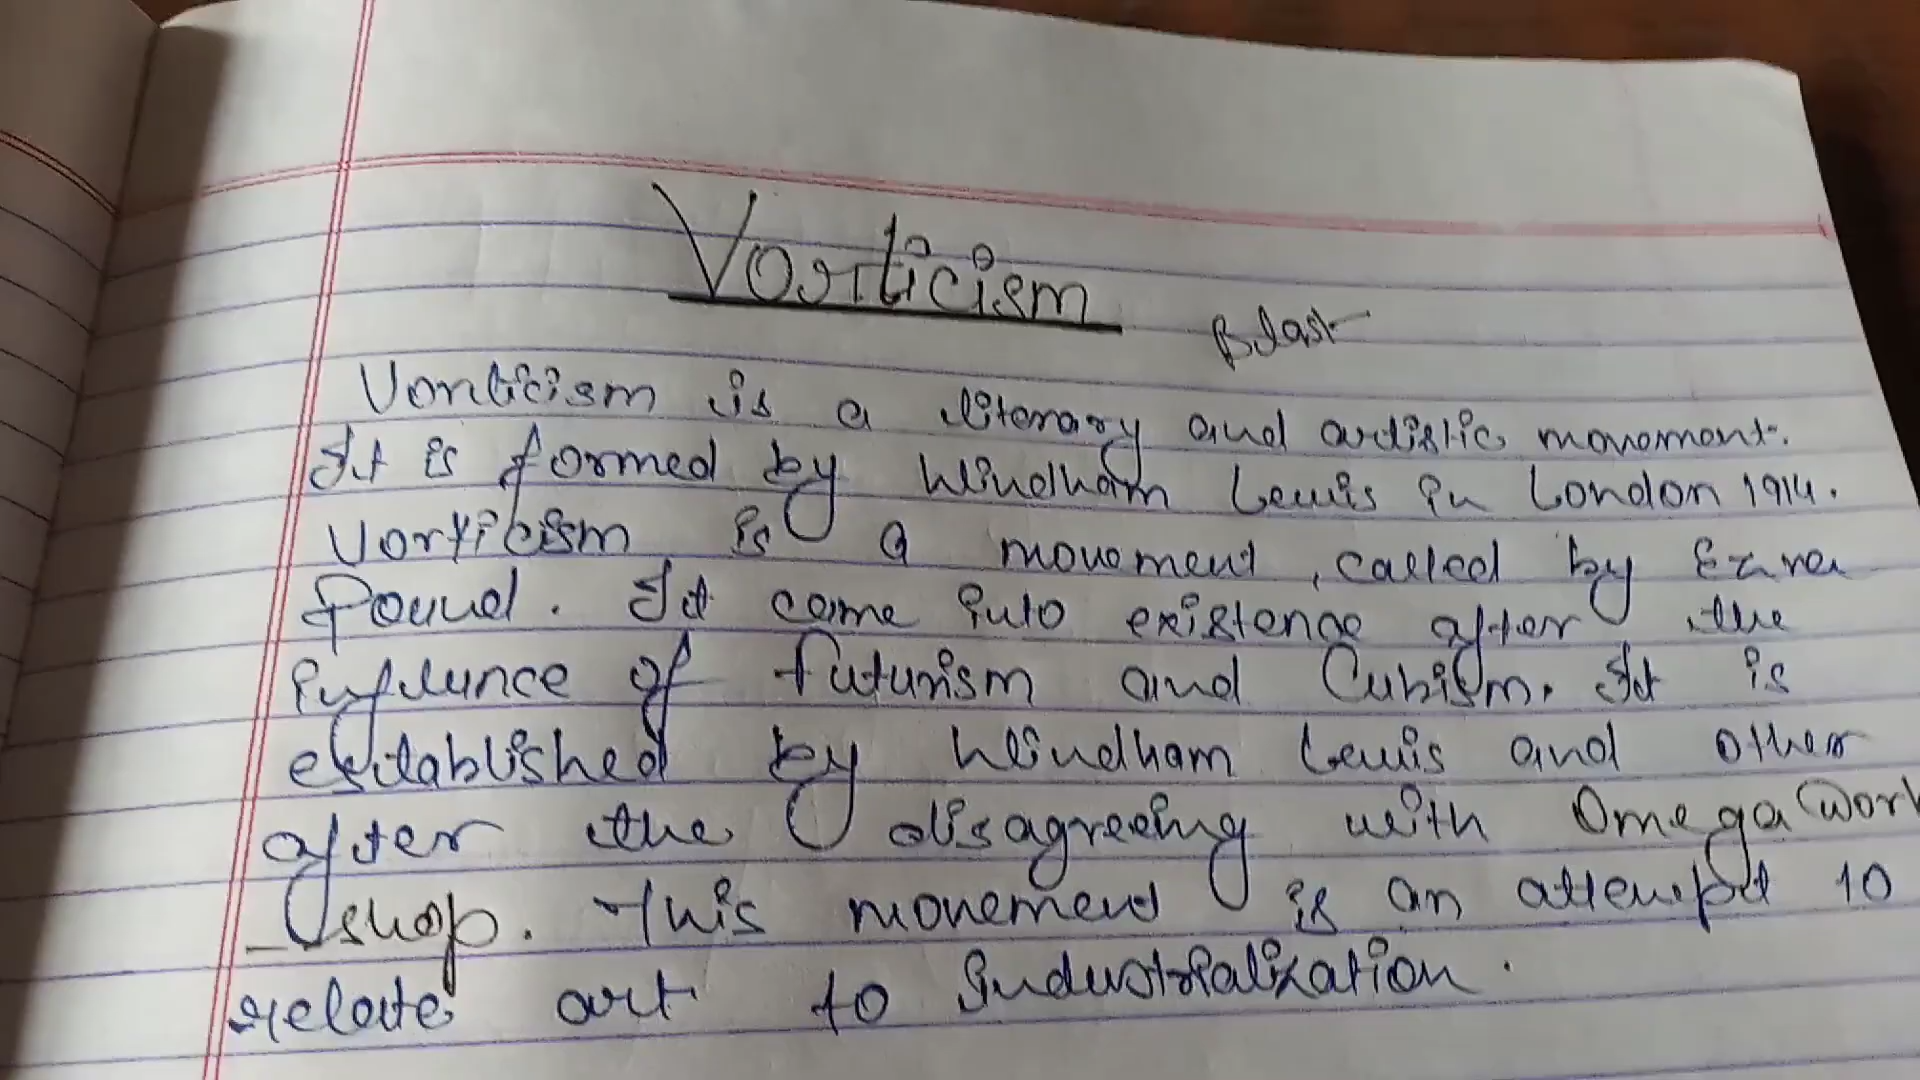 Vorticism
Blast
Vorticism is a literary and artistic movement.
It is formed by Windham Lewis in London 1914.
Vorticism is a movement, called by Ezra
Pound. It came into existence after the
influence of Futurism and Cubism. It is
established by Windham Lewis and other
after the disagreeing with Omega Work
shop. This movement is an attempt to
relate art to Industrialization.